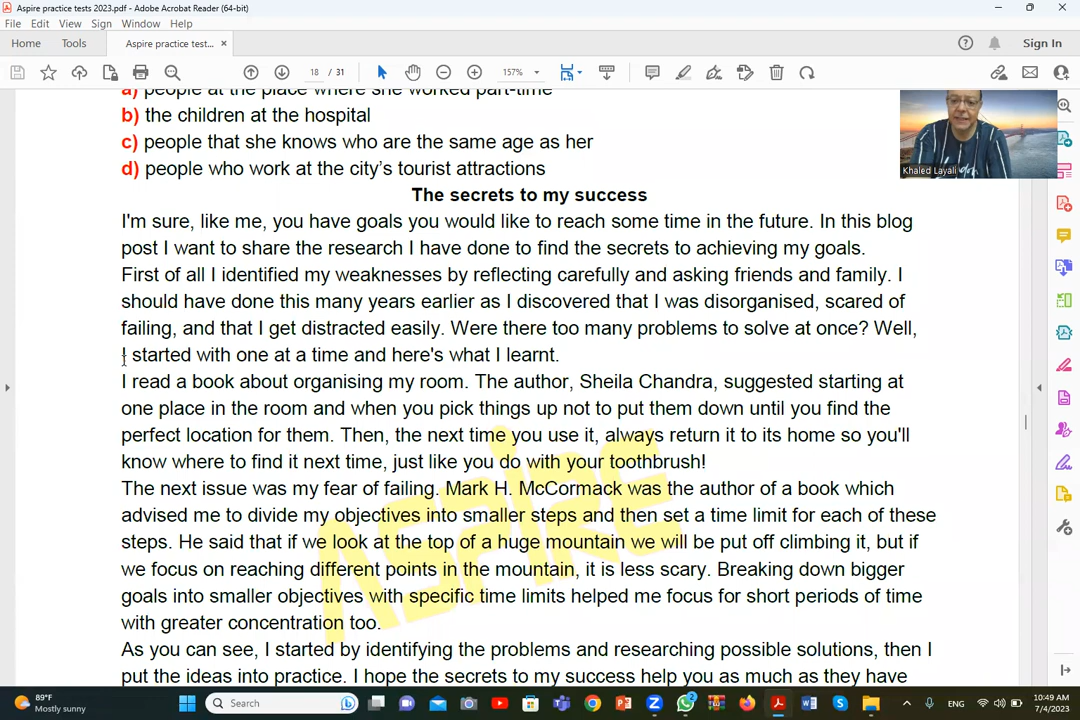 Aspire practice tests 2023.pdf - Adobe Acrobat Reader (64-bit)
File Edit View Sign Window Help
Home Tools Aspire practice test... × Sign In
18 / 31 157%
a) people at the place where she worked part-time
b) the children at the hospital
c) people that she knows who are the same age as her
d) people who work at the city's tourist attractions
Khaled Layali
The secrets to my success
I'm sure, like me, you have goals you would like to reach some time in the future. In this blog
post I want to share the research I have done to find the secrets to achieving my goals.
First of all I identified my weaknesses by reflecting carefully and asking friends and family. I
should have done this many years earlier as I discovered that I was disorganised, scared of
failing, and that I get distracted easily. Were there too many problems to solve at once? Well,
I started with one at a time and here's what I learnt.
I read a book about organising my room. The author, Sheila Chandra, suggested starting at
one place in the room and when you pick things up not to put them down until you find the
perfect location for them. Then, the next time you use it, always return it to its home so you'll
know where to find it next time, just like you do with your toothbrush!
The next issue was my fear of failing. Mark H. McCormack was the author of a book which
advised me to divide my objectives into smaller steps and then set a time limit for each of these
steps. He said that if we look at the top of a huge mountain we will be put off climbing it, but if
we focus on reaching different points in the mountain, it is less scary. Breaking down bigger
goals into smaller objectives with specific time limits helped me focus for short periods of time
with greater concentration too.
As you can see, I started by identifying the problems and researching possible solutions, then I
put the ideas into practice. I hope the secrets to my success help you as much as they have
ASPIRE
89°F
Mostly sunny
Search
2
ENG
10:49 AM
7/4/2023